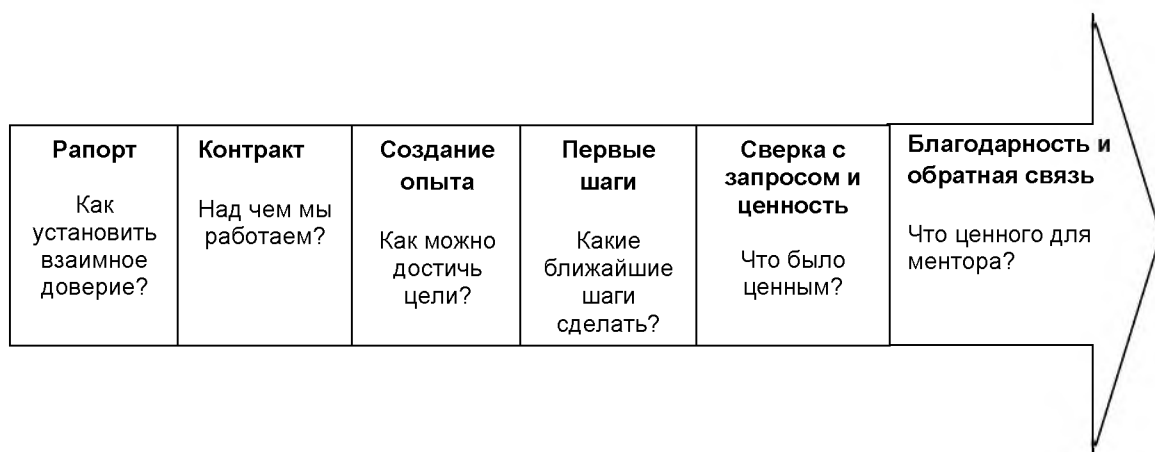 Рапорт
Как
установить
взаимное
доверие?
Контракт
Над чем мы
работаем?
Создание
опыта
Как можно
достичь
цели?
Первые
шаги
Какие
ближайшие
шаги
сделать?
Сверка с
запросом и
ценность
Что было
ценным?
Благодарность и
обратная связь
Что ценного для
ментора?